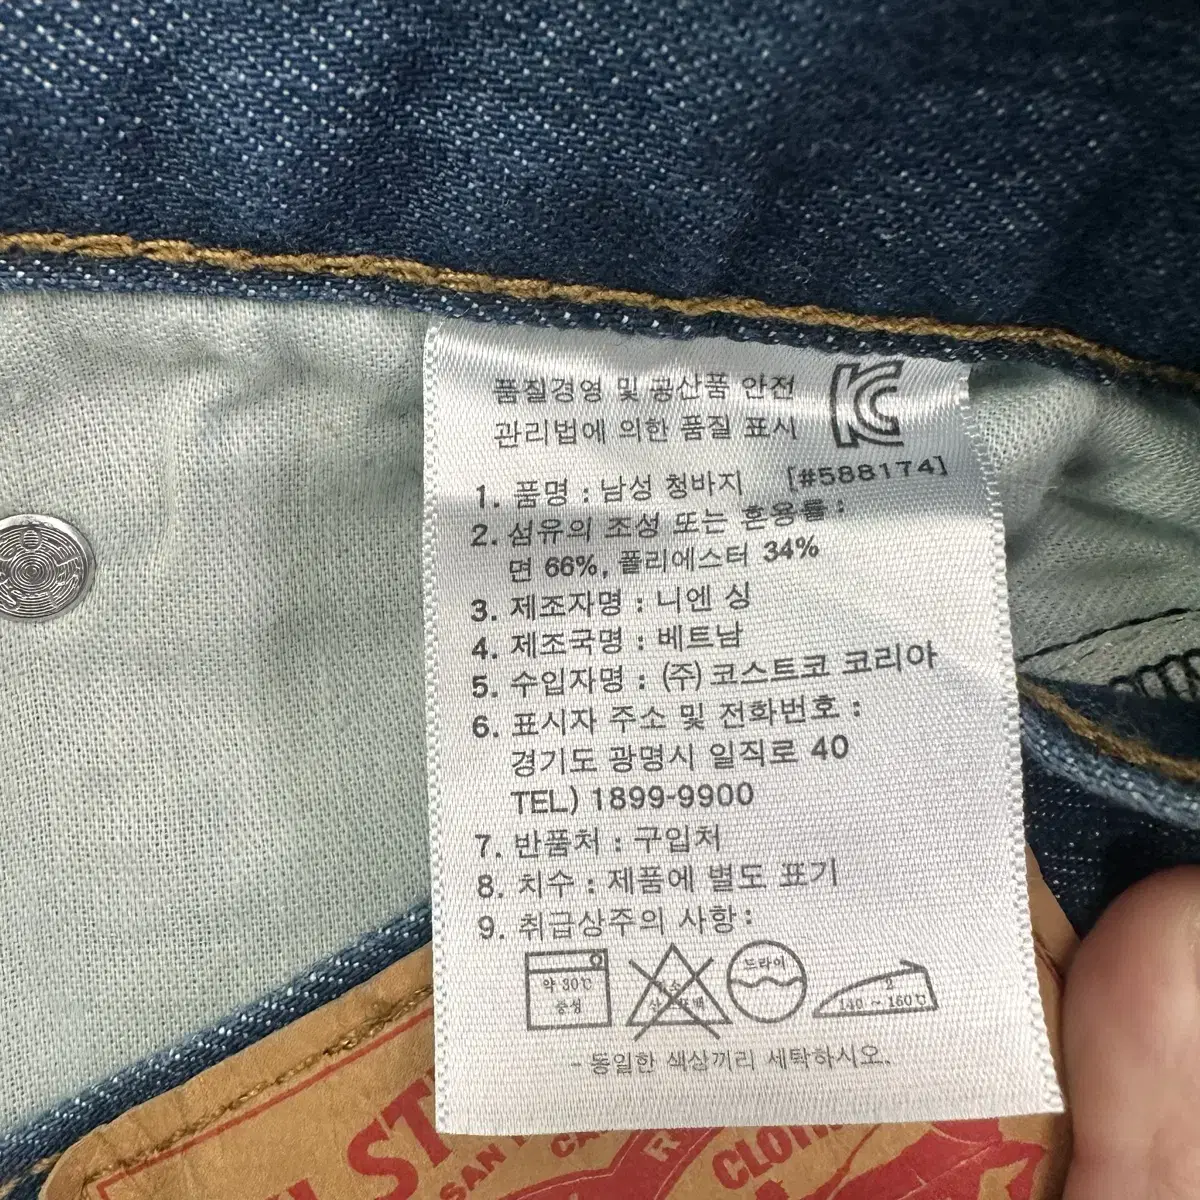 품질경영 및 공산품 안전
관리법에 의한 품질 표시
KC
1. 품명 : 남성 청바지 [#588174]
2. 섬유의 조성 또는 혼용률 :
면 66%, 폴리에스터 34%
3. 제조자명 : 니엔 싱
4. 제조국명 : 베트남
5. 수입자명 : (주) 코스트코 코리아
6. 표시자 주소 및 전화번호 :
경기도 광명시 일직로 40
TEL) 1899-9900
7. 반품처 : 구입처
8. 치수 : 제품에 별도 표기
9. 취급상주의 사항 :
약 30℃
중성
드라이
2
140 ~ 160℃
- 동일한 색상끼리 세탁하시오.
ST
SAN
CLOTH